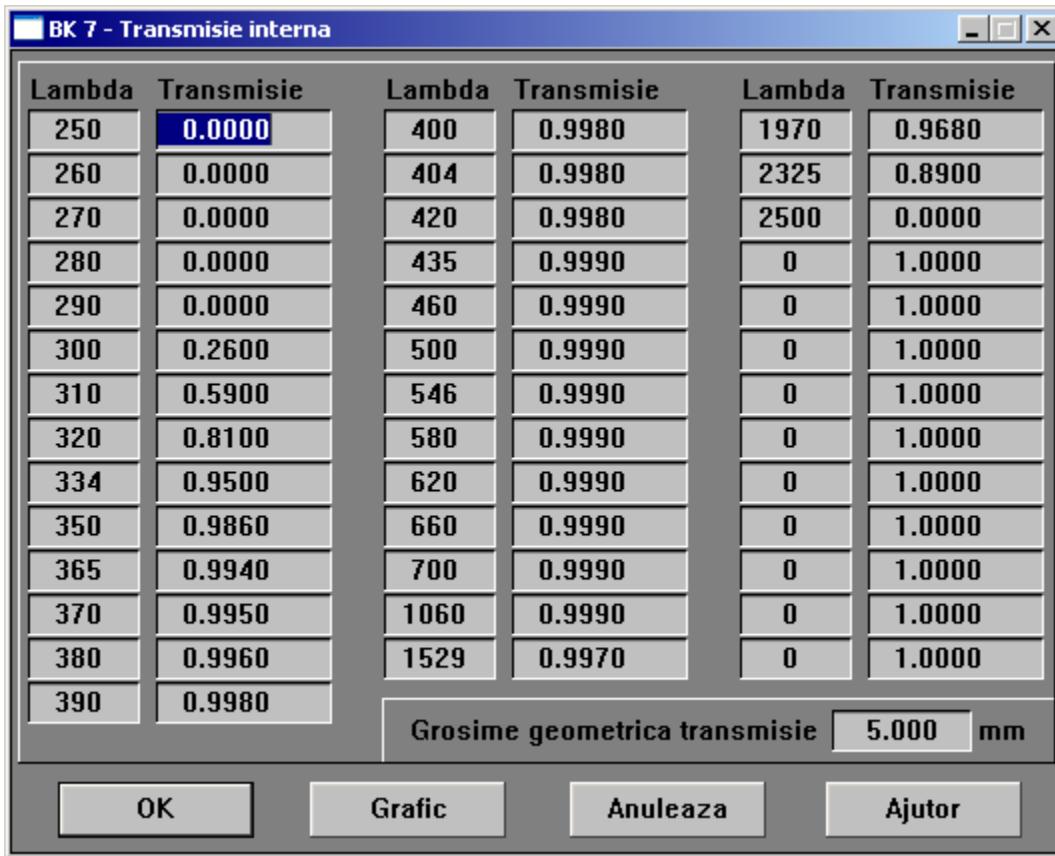 BK 7 - Transmisie interna
Lambda Transmisie Lambda Transmisie Lambda Transmisie
250 0.0000 400 0.9980 1970 0.9680
260 0.0000 404 0.9980 2325 0.8900
270 0.0000 420 0.9980 2500 0.0000
280 0.0000 435 0.9990 0 1.0000
290 0.0000 460 0.9990 0 1.0000
300 0.2600 500 0.9990 0 1.0000
310 0.5900 546 0.9990 0 1.0000
320 0.8100 580 0.9990 0 1.0000
334 0.9500 620 0.9990 0 1.0000
350 0.9860 660 0.9990 0 1.0000
365 0.9940 700 0.9990 0 1.0000
370 0.9950 1060 0.9990 0 1.0000
380 0.9960 1529 0.9970 0 1.0000
390 0.9980
Grosime geometrica transmisie 5.000 mm
OK Grafic Anuleaza Ajutor